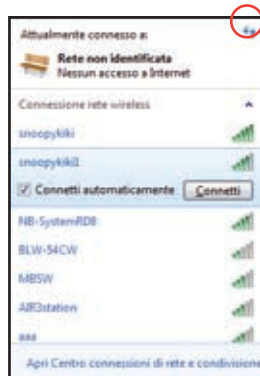 Attualmente connesso a:
Rete non identificata
Nessun accesso a Internet
Connessione rete wireless
snoopykiki
snoopykiki2
Connetti automaticamente
Connetti
NB-SystemRD8
BLW-54CW
MBSW
AIR3station
aaa
Apri Centro connessioni di rete e condivisione